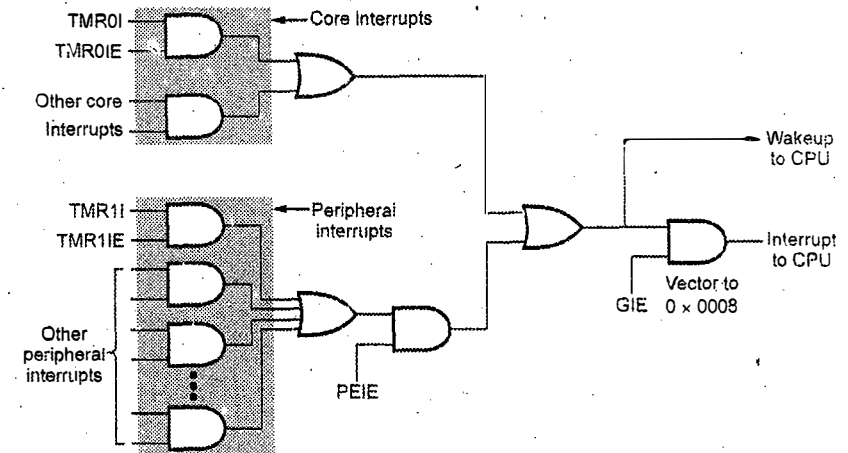 TMR0I
Core Interrupts
TMR0IE
Other core
Interrupts
Wakeup
to CPU
TMR1I
Peripheral
interrupts
TMR1IE
Interrupt
to CPU
Vector to
0 × 0008
GIE
Other
peripheral
interrupts
PEIE